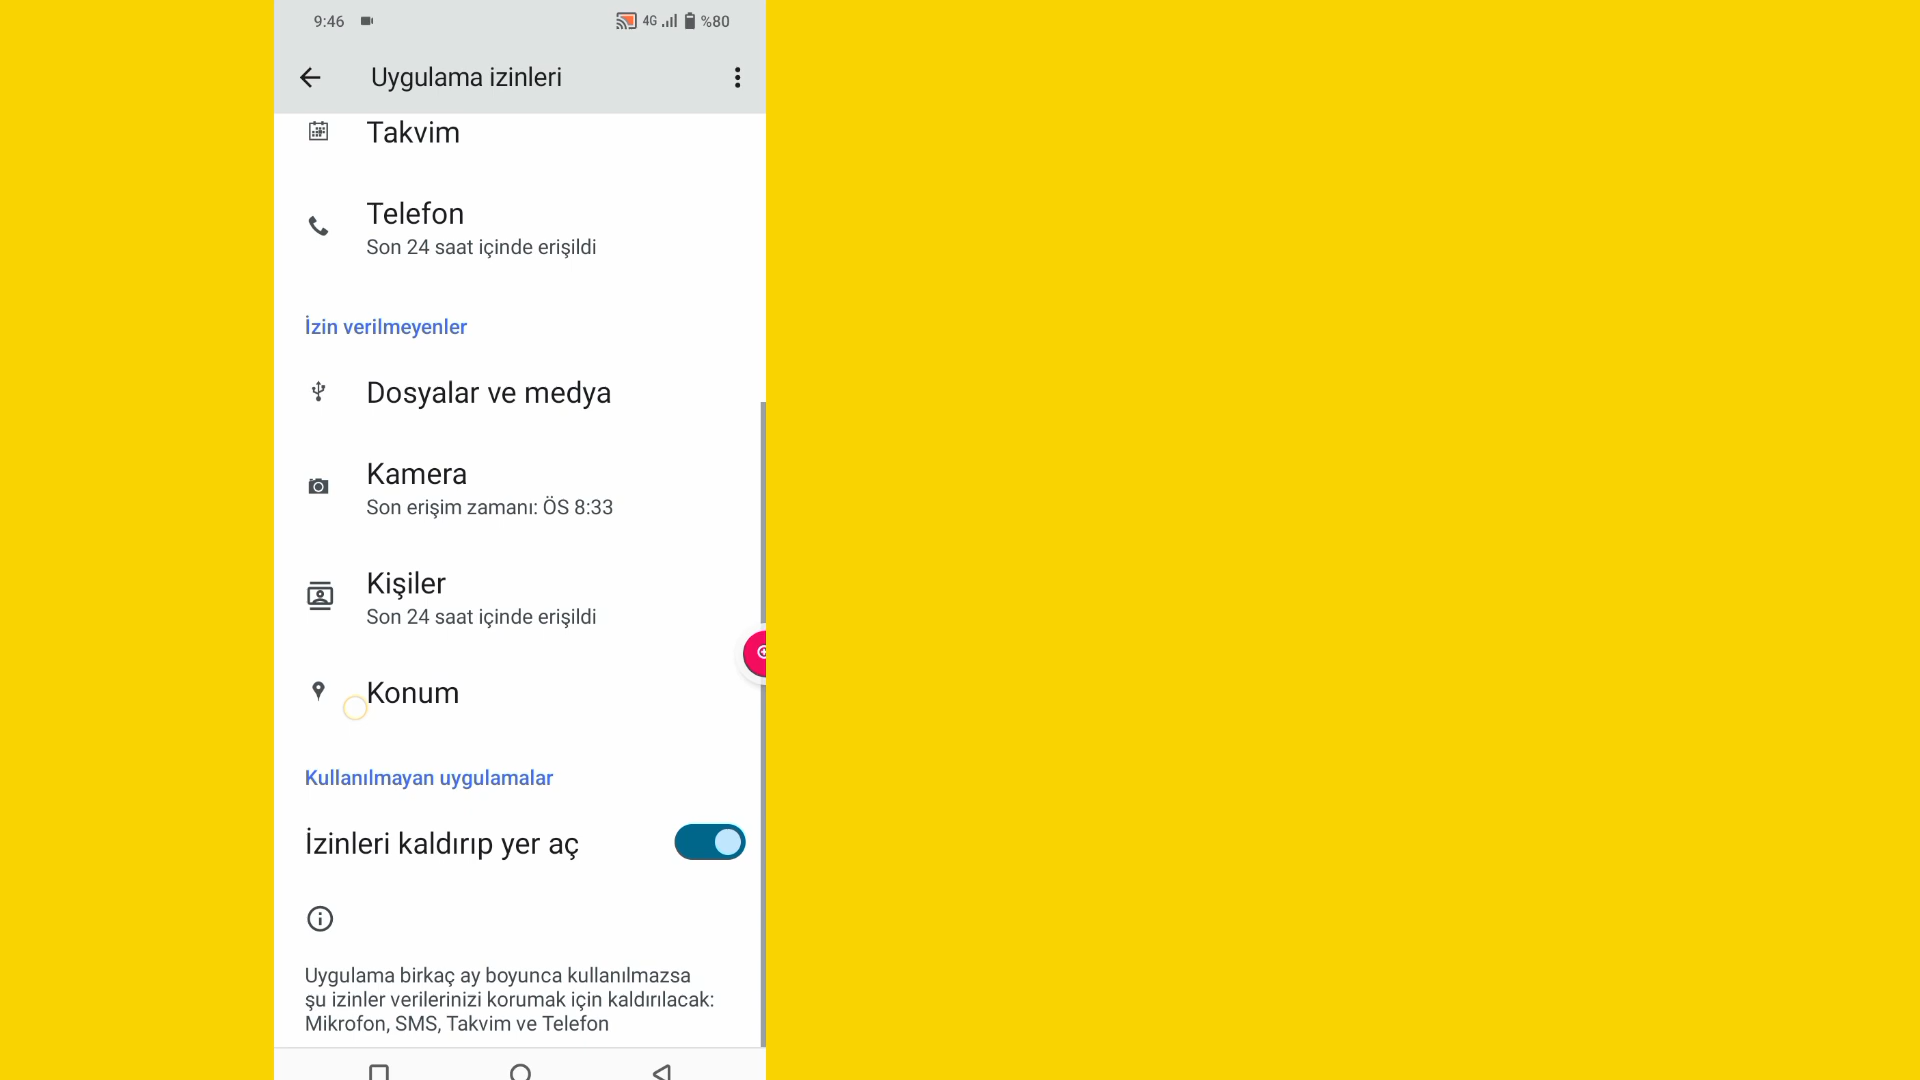 9:46 4G %80
Uygulama izinleri
Takvim
Telefon
Son 24 saat içinde erişildi
İzin verilmeyenler
Dosyalar ve medya
Kamera
Son erişim zamanı: ÖS 8:33
Kişiler
Son 24 saat içinde erişildi
Konum
Kullanılmayan uygulamalar
İzinleri kaldırıp yer aç
Uygulama birkaç ay boyunca kullanılmazsa
şu izinler verilerinizi korumak için kaldırılacak:
Mikrofon, SMS, Takvim ve Telefon